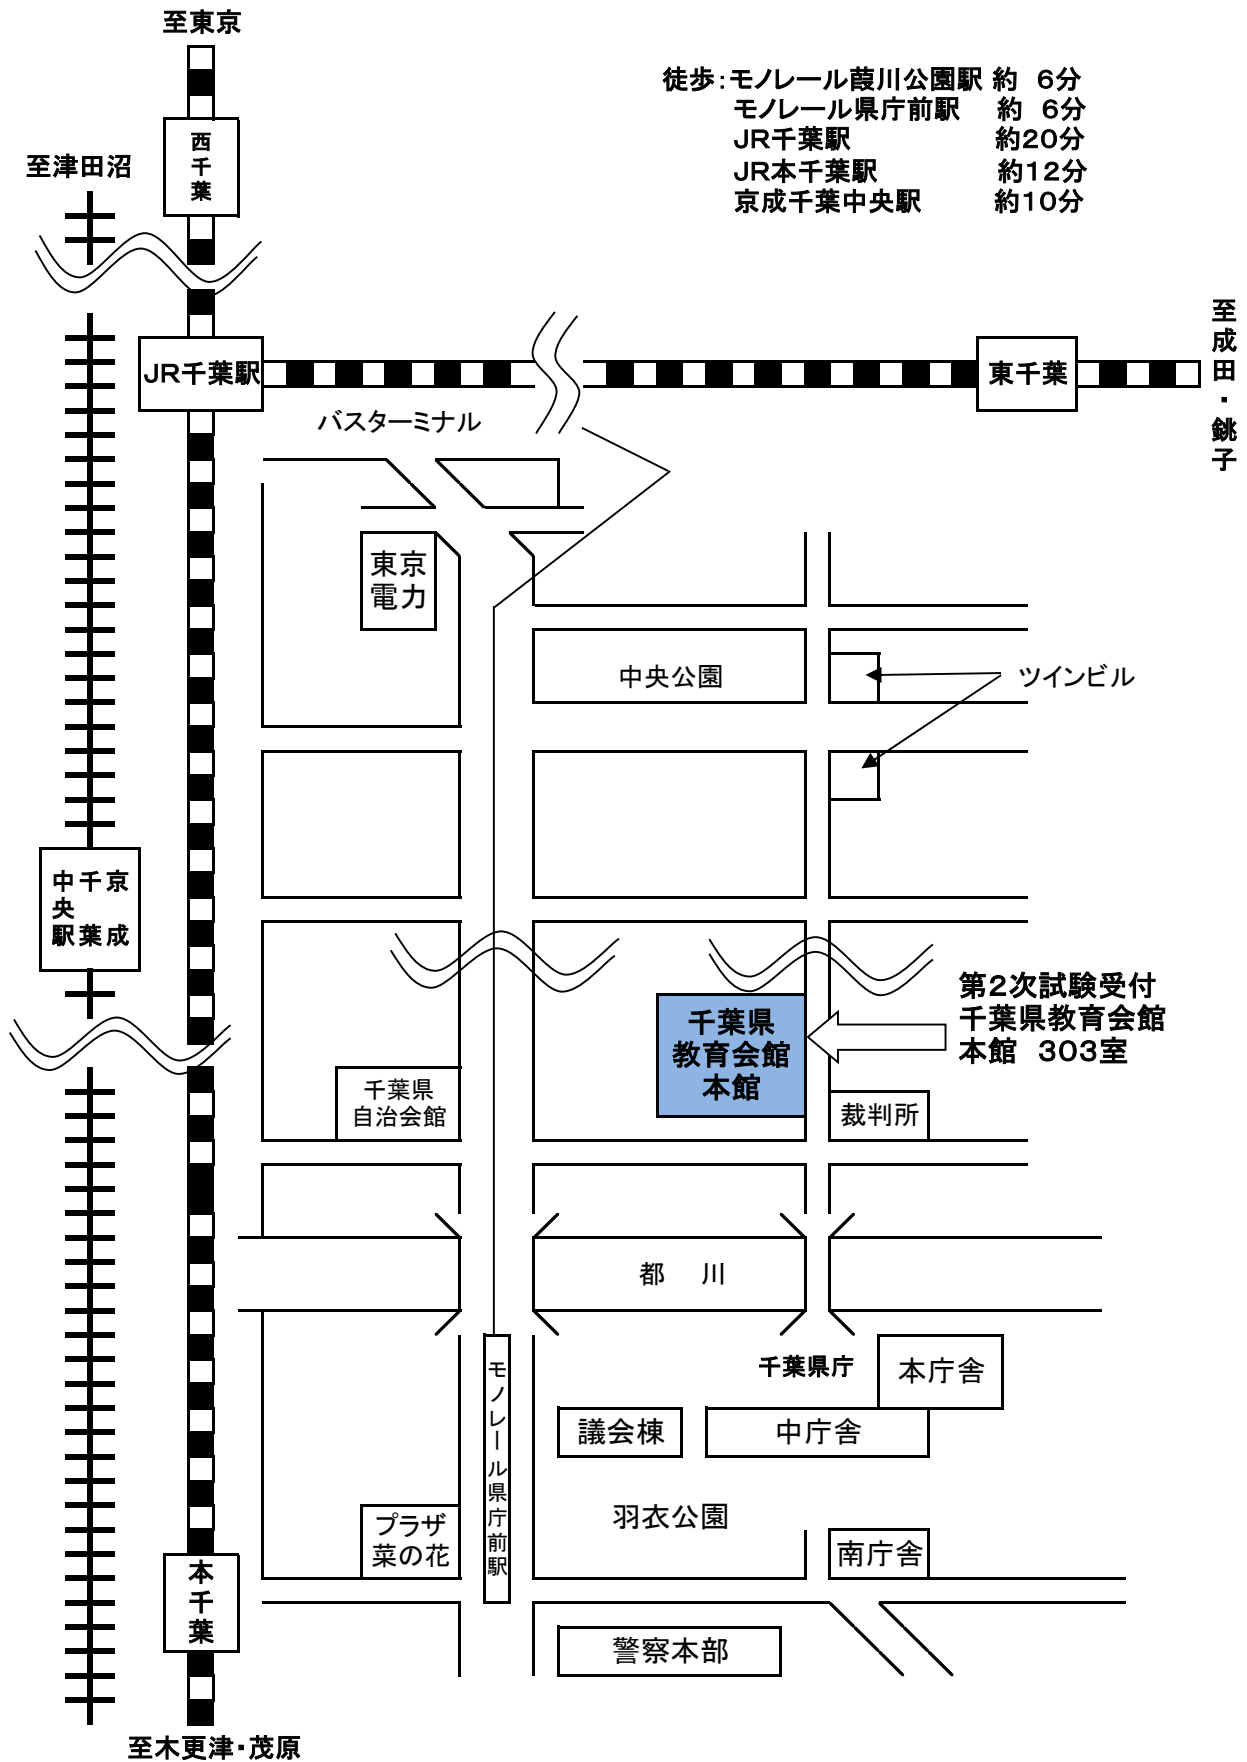 至東京
徒歩：モノレール葭川公園駅 約 6分
モノレール県庁前駅 約 6分
JR千葉駅 約20分
JR本千葉駅 約12分
京成千葉中央駅 約10分
西千葉
至津田沼
至成田・銚子
JR千葉駅
東千葉
バスターミナル
東京
電力
中央公園
ツインビル
京成
千葉
中央駅
第2次試験受付
千葉県教育会館
本館 303室
千葉県
教育会館
本館
千葉県
自治会館
裁判所
都 川
千葉県庁
本庁舎
モノレール県庁前駅
議会棟
中庁舎
羽衣公園
プラザ
菜の花
南庁舎
本千葉
警察本部
至木更津・茂原